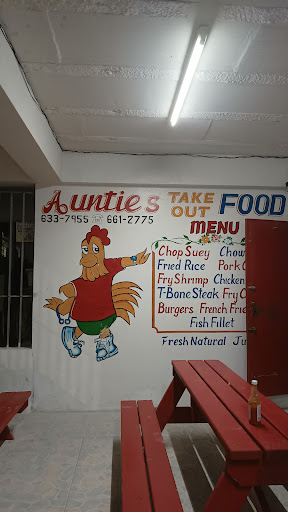 Auntie's TAKE OUT FOOD
633-7955 661-2775
MENU
Chop Suey Chow
Fried Rice Pork
Fry Shrimp Chicken
T-Bone Steak Fry
Burgers French Frie
Fish Fillet
Fresh Natural Ju